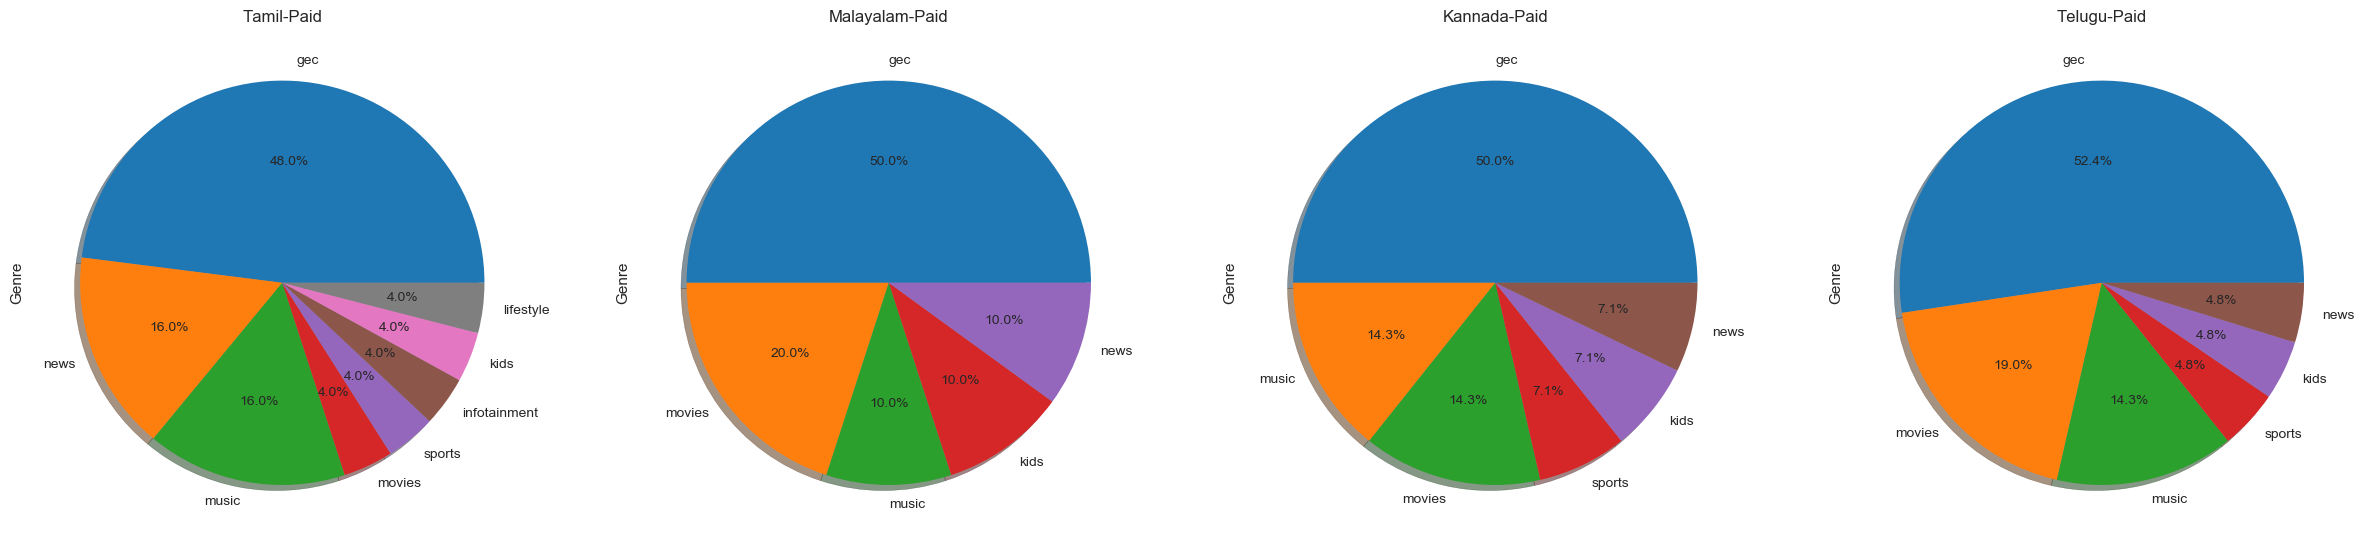 Tamil-Paid
Genre
gec
48.0%
news
16.0%
music
16.0%
movies
4.0%
sports
4.0%
infotainment
4.0%
kids
4.0%
lifestyle
4.0%
Malayalam-Paid
Genre
gec
50.0%
movies
20.0%
music
10.0%
kids
10.0%
news
10.0%
Kannada-Paid
Genre
gec
50.0%
music
14.3%
movies
14.3%
sports
7.1%
kids
7.1%
news
7.1%
Telugu-Paid
Genre
gec
52.4%
movies
19.0%
music
14.3%
sports
4.8%
kids
4.8%
news
4.8%